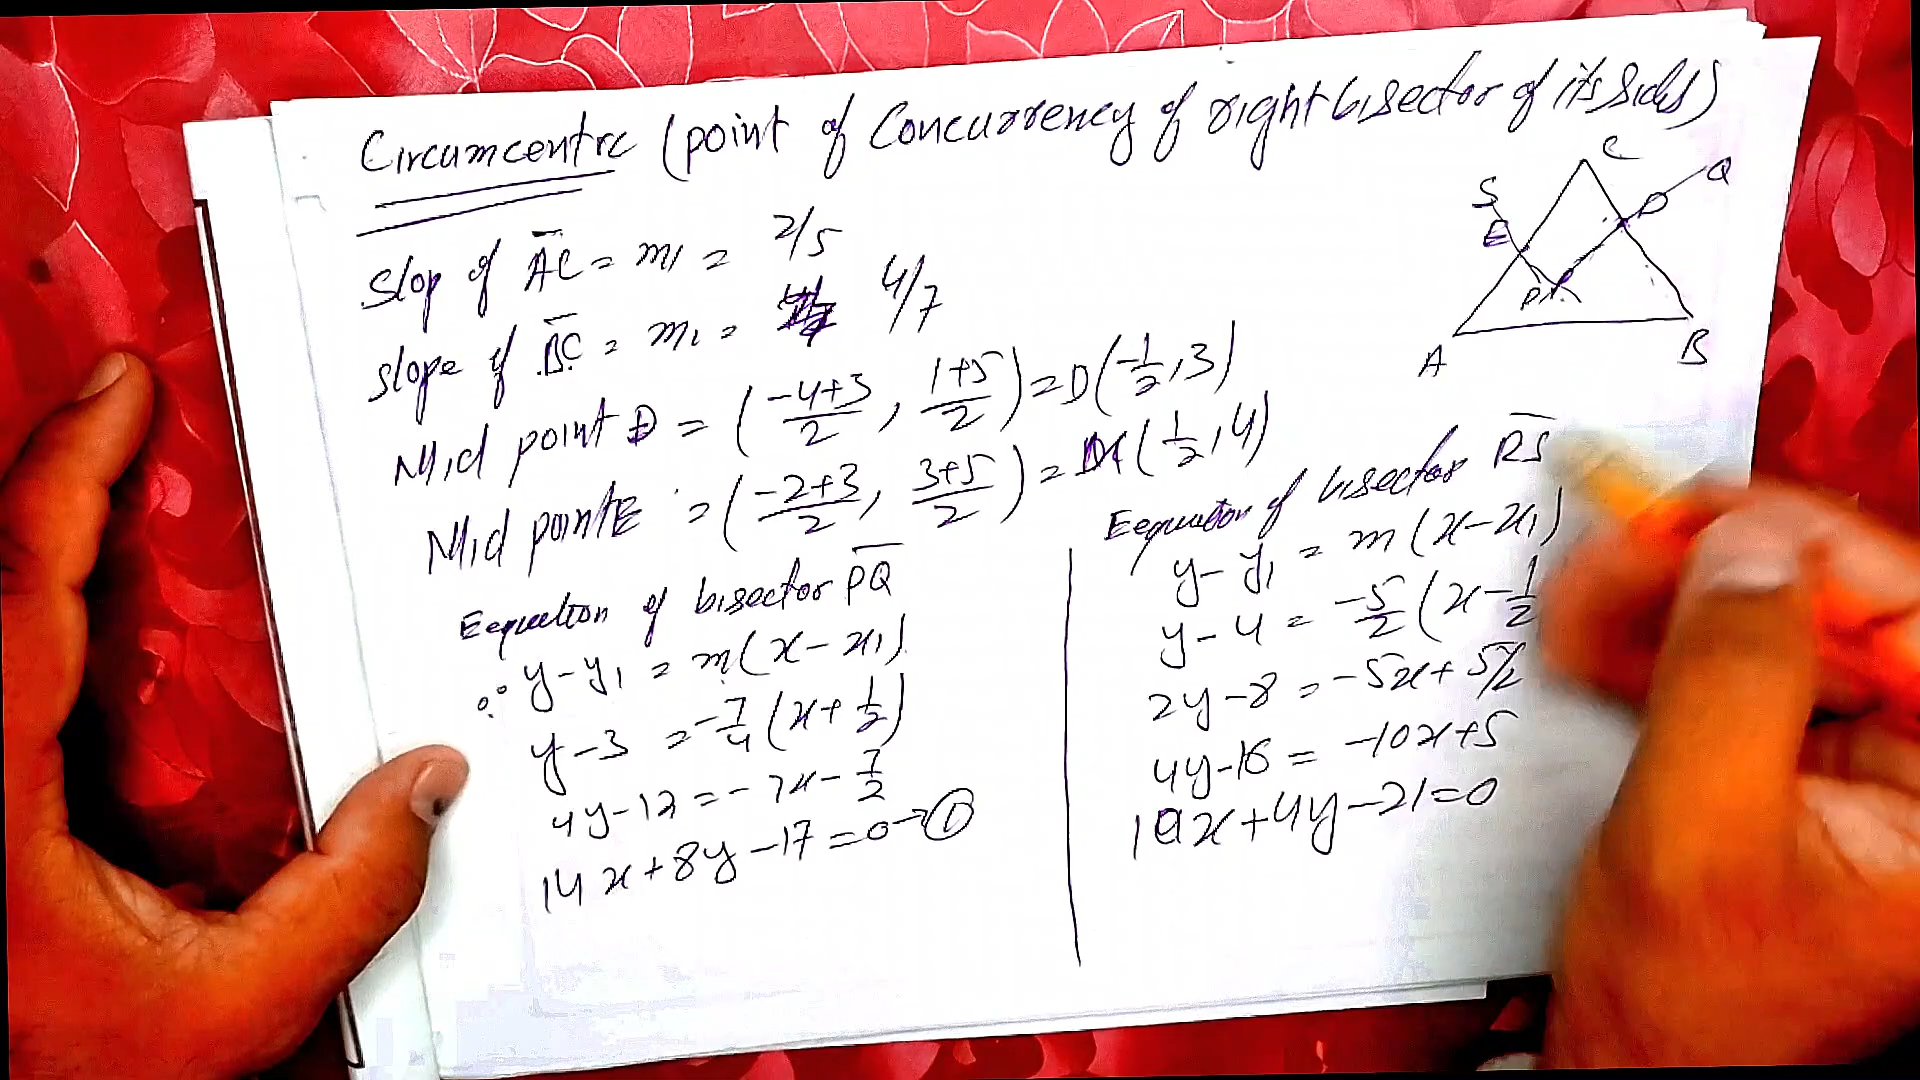 Circumcentre (point of Concurrency of right bisector of its Sides)
C
Q
S
D
E
P
A
B
Slop of AC = m1 = 2/5
Slope of BC = m2 = 4/7
Mid point D = (-4+3/2, 1+5/2) = D(-1/2, 3)
Mid point E = (-2+3/2, 3+5/2) = (1/2, 4)
Eequation of bisector PQ
∵ y-y1 = m(x-x1)
y-3 = -7/4 (x+1/2)
4y-12 = -7x-7/2
14x+8y-17=0→①
Eequation of bisector RS
y-y1 = m(x-x1)
y-4 = -5/2 (x-1/2
2y-8 = -5x+5/2
4y-16 = -10x+5
10x+4y-21=0